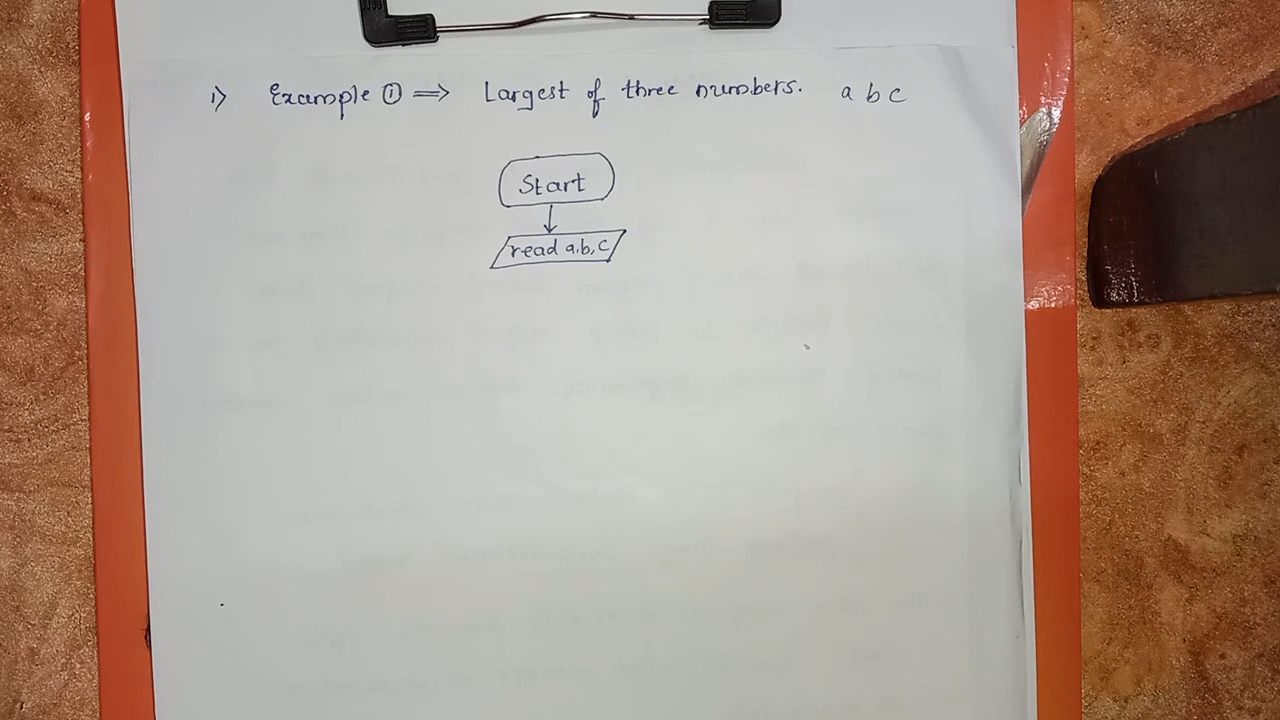 1) Example ① ⟹ Largest of three numbers. a b c
Start
read a,b,c